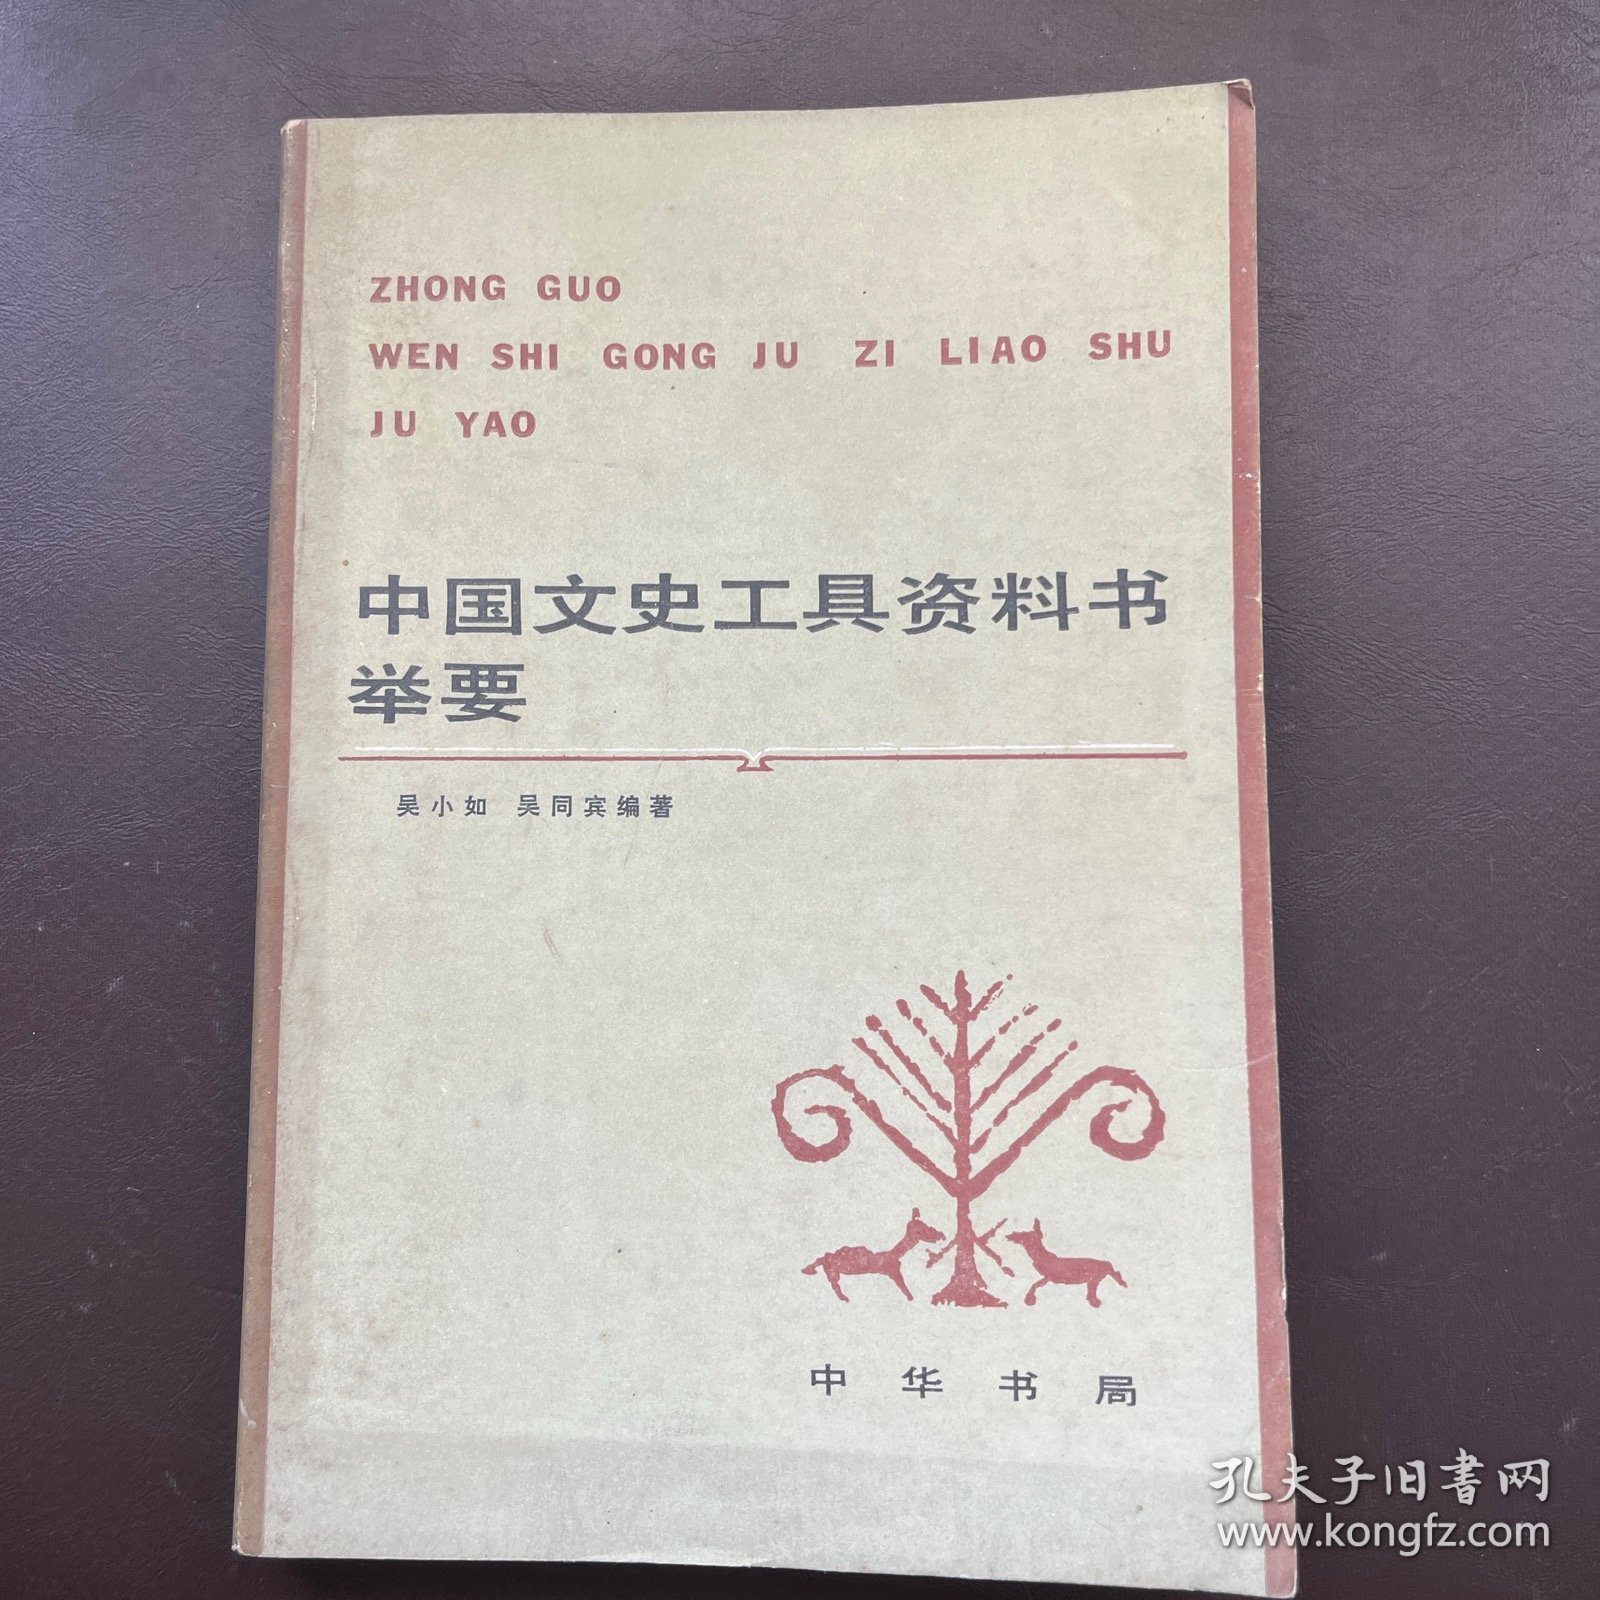 ZHONG GUO
WEN SHI GONG JU ZI LIAO SHU
JU YAO
中国文史工具资料书
举要
吴小如 吴同宾编著
中华书局
孔夫子旧書网
www.kongfz.com